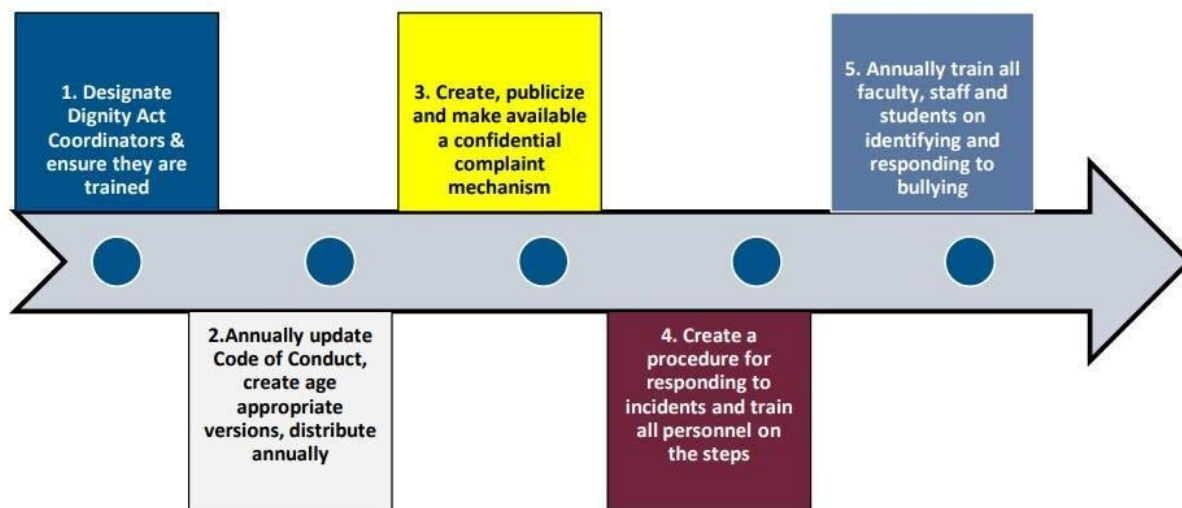 1. Designate
Dignity Act
Coordinators &
ensure they are
trained
2.Annually update
Code of Conduct,
create age
appropriate
versions, distribute
annually
3. Create, publicize
and make available
a confidential
complaint
mechanism
4. Create a
procedure for
responding to
incidents and train
all personnel on
the steps
5. Annually train all
faculty, staff and
students on
identifying and
responding to
bullying